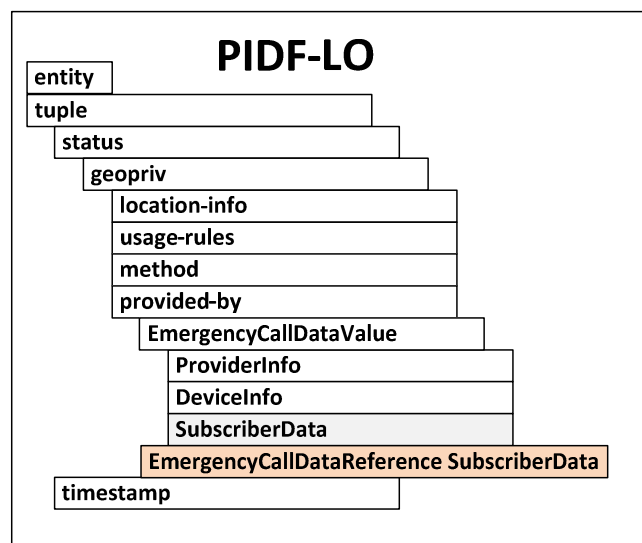 PIDF-LO
entity
tuple
status
geopriv
location-info
usage-rules
method
provided-by
EmergencyCallDataValue
ProviderInfo
DeviceInfo
SubscriberData
EmergencyCallDataReference SubscriberData
timestamp